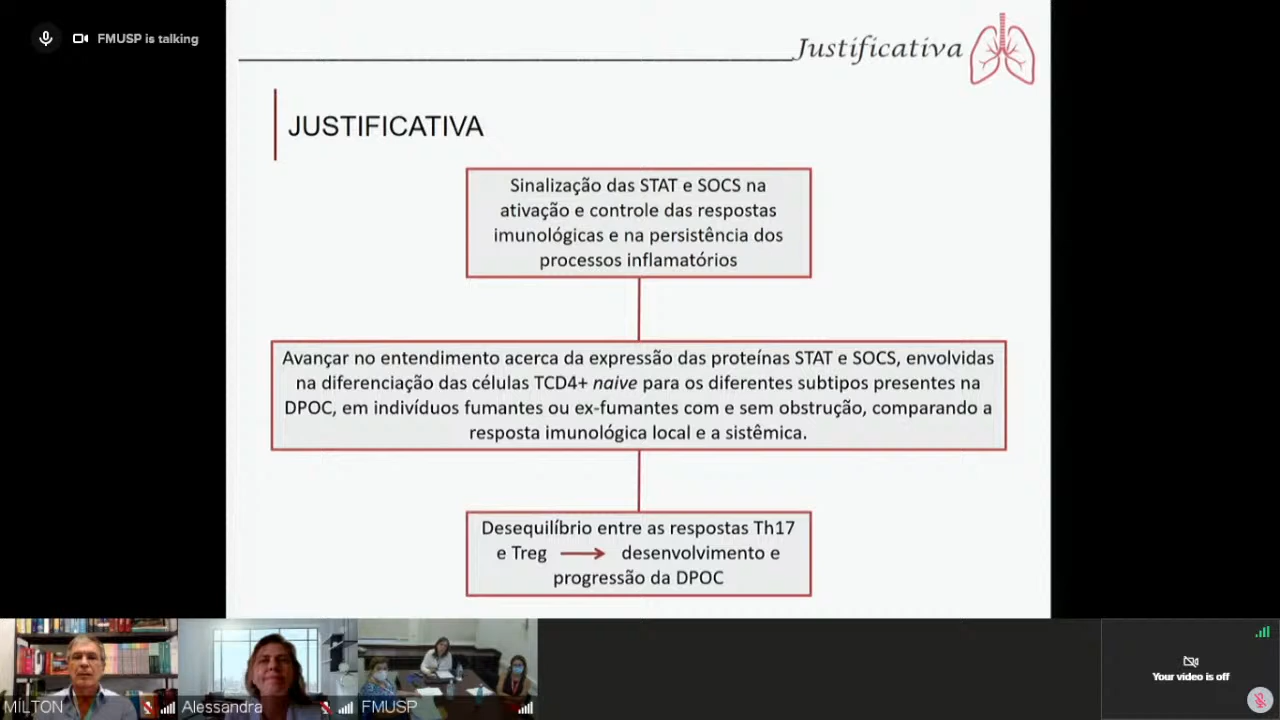 FMUSP is talking
Justificativa
JUSTIFICATIVA
Sinalização das STAT e SOCS na
ativação e controle das respostas
imunológicas e na persistência dos
processos inflamatórios
Avançar no entendimento acerca da expressão das proteínas STAT e SOCS, envolvidas
na diferenciação das células TCD4+ naive para os diferentes subtipos presentes na
DPOC, em indivíduos fumantes ou ex-fumantes com e sem obstrução, comparando a
resposta imunológica local e a sistêmica.
Desequilíbrio entre as respostas Th17
e Treg → desenvolvimento e
progressão da DPOC
MILTON
Alessandra
FMUSP
Your video is off